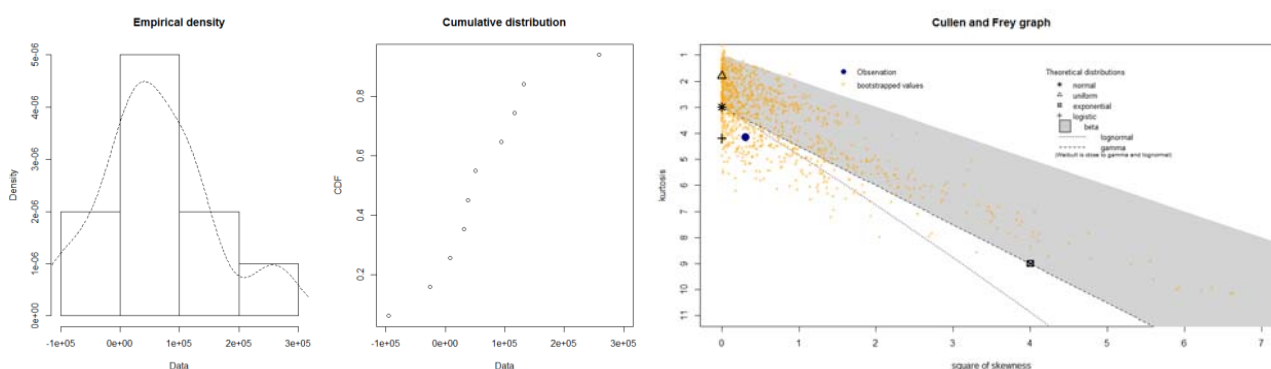 Empirical density
Density
0e+00
1e-06
2e-06
3e-06
4e-06
5e-06
-1e+05
0e+00
1e+05
2e+05
3e+05
Data
Cumulative distribution
CDF
0.2
0.4
0.6
0.8
-1e+05
0e+00
1e+05
2e+05
3e+05
Data
Cullen and Frey graph
kurtosis
1
2
3
4
5
6
7
8
9
10
11
Observation
bootstrapped values
Theoretical distributions
normal
uniform
exponential
logistic
beta
lognormal
gamma
(Weibull is close to gamma and lognormal)
0
1
2
3
4
5
6
7
square of skewness